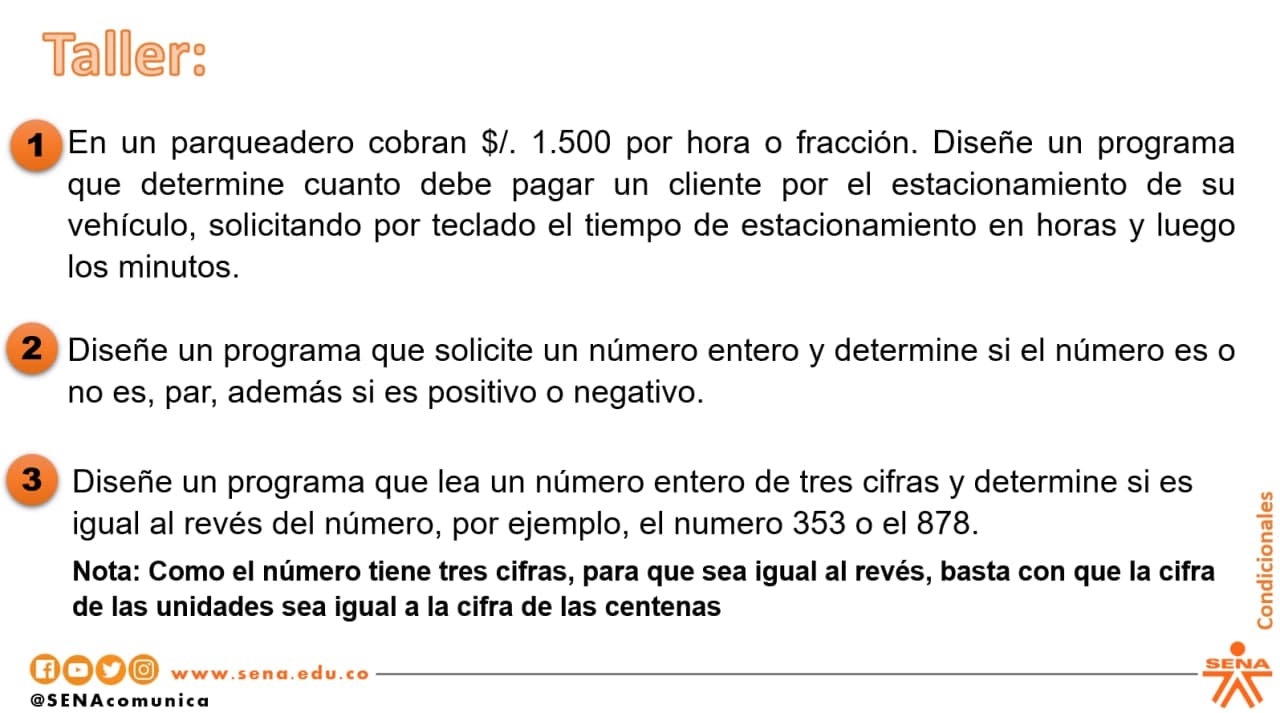 Taller:
1 En un parqueadero cobran $/. 1.500 por hora o fracción. Diseñe un programa
que determine cuanto debe pagar un cliente por el estacionamiento de su
vehículo, solicitando por teclado el tiempo de estacionamiento en horas y luego
los minutos.
2 Diseñe un programa que solicite un número entero y determine si el número es o
no es, par, además si es positivo o negativo.
3 Diseñe un programa que lea un número entero de tres cifras y determine si es
igual al revés del número, por ejemplo, el numero 353 o el 878.
Nota: Como el número tiene tres cifras, para que sea igual al revés, basta con que la cifra
de las unidades sea igual a la cifra de las centenas
Condicionales
www.sena.edu.co
@SENAcomunica
SENA